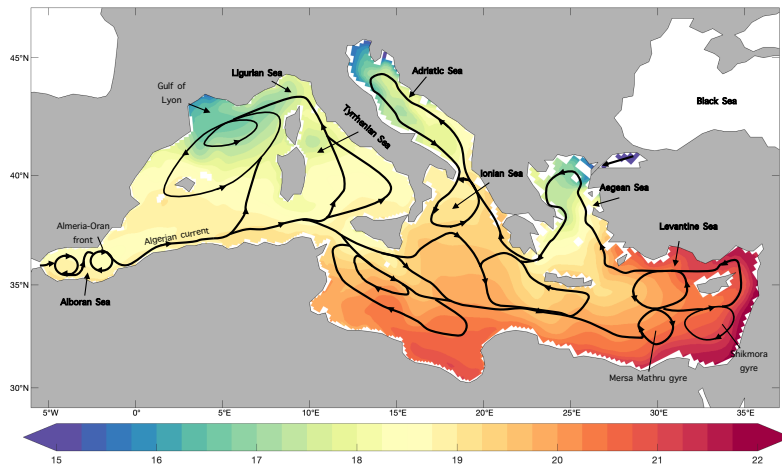 45°N
40°N
35°N
30°N
Ligurian Sea
Gulf of
Lyon
Adriatic Sea
Tyrrhenian Sea
Black Sea
Ionian Sea
Aegean Sea
Levantine Sea
Almeria-Oran
front
Algerian current
Alboran Sea
Shikmora
gyre
Mersa Mathru gyre
5°W 0° 5°E 10°E 15°E 20°E 25°E 30°E 35°E
15 16 17 18 19 20 21 22